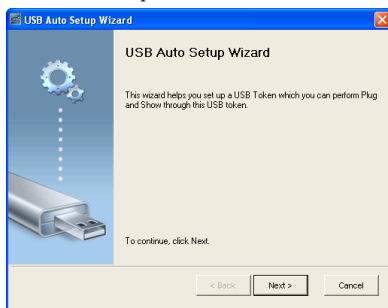 USB Auto Setup Wizard
USB Auto Setup Wizard
This wizard helps you set up a USB Token which you can perform Plug
and Show through this USB token.
To continue, click Next.
< Back
Next >
Cancel